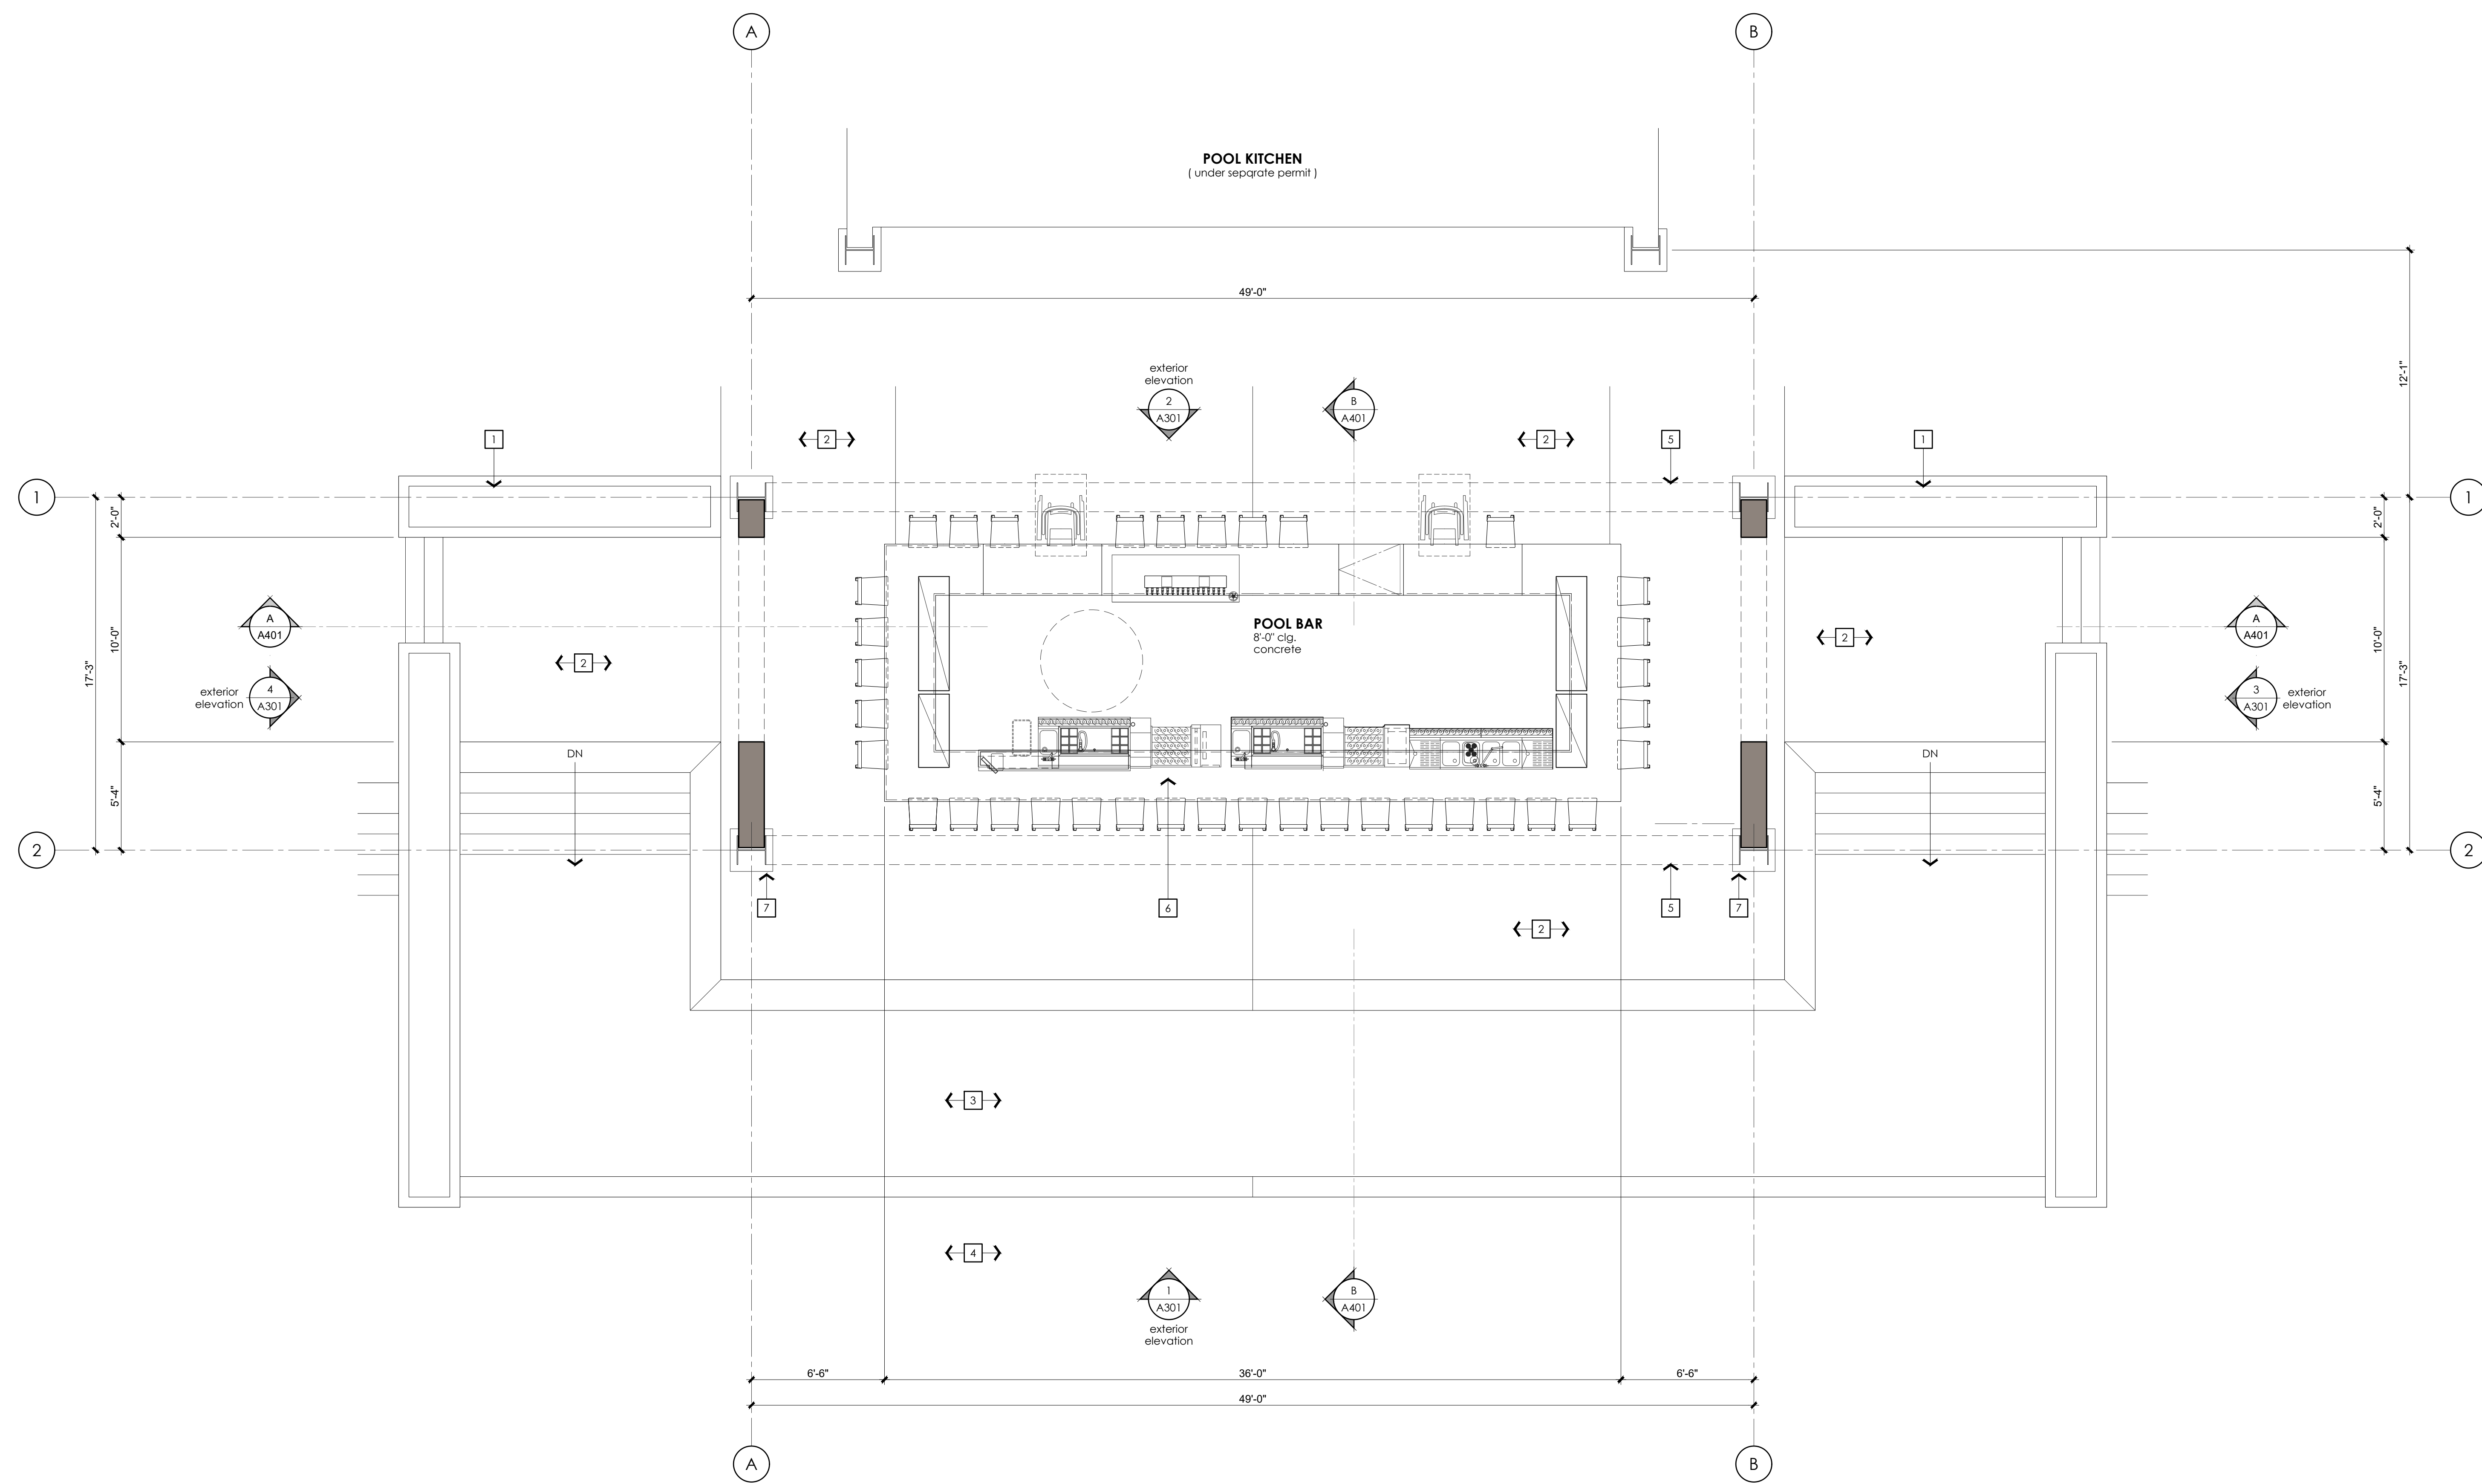 A
B
POOL KITCHEN
( under sepqrate permit )
49'-0"
12'-1"
exterior
elevation
2
A301
B
A401
1
2
2
5
1
1
1
2'-0"
2'-0"
POOL BAR
8'-0" clg.
concrete
A
A401
A
A401
10'-0"
10'-0"
17'-3"
17'-3"
2
2
exterior
elevation
4
A301
3
A301
exterior
elevation
DN
DN
5'-4"
5'-4"
2
2
7
6
5
7
2
3
4
1
A301
exterior
elevation
B
A401
6'-6"
36'-0"
6'-6"
49'-0"
A
B